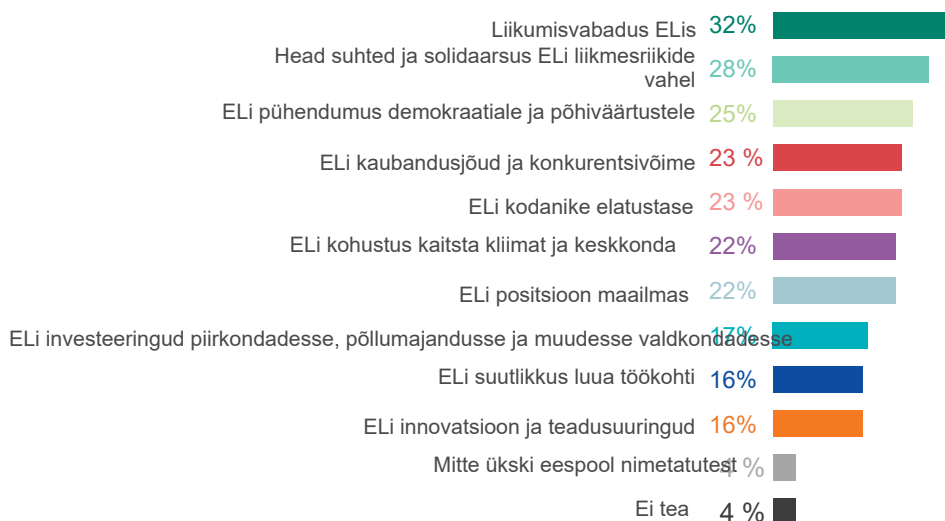 Liikumisvabadus ELis 32%
Head suhted ja solidaarsus ELi liikmesriikide
vahel 28%
ELi pühendumus demokraatiale ja põhiväärtustele 25%
ELi kaubandusjõud ja konkurentsivõime 23 %
ELi kodanike elatustase 23 %
ELi kohustus kaitsta kliimat ja keskkonda 22%
ELi positsioon maailmas 22%
ELi investeeringud piirkondadesse, põllumajandusse ja muudesse valdkondadesse 17%
ELi suutlikkus luua töökohti 16%
ELi innovatsioon ja teadusuuringud 16%
Mitte ükski eespool nimetatutest 4 %
Ei tea 4 %